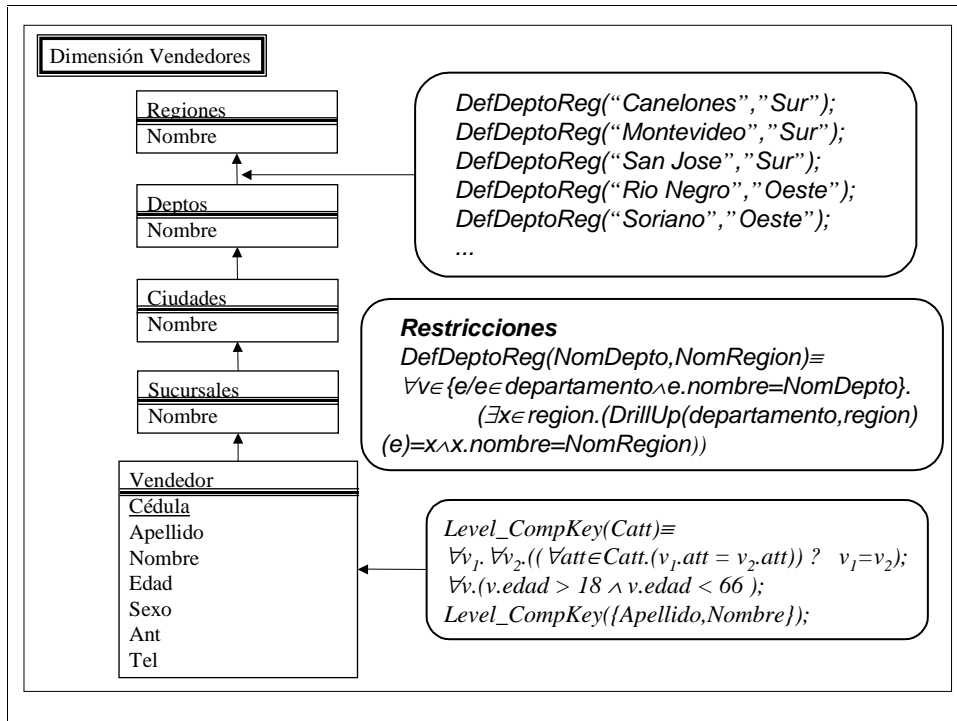 Dimensión Vendedores
Regiones
Nombre
Deptos
Nombre
Ciudades
Nombre
Sucursales
Nombre
Vendedor
Cédula
Apellido
Nombre
Edad
Sexo
Ant
Tel
DefDeptoReg(“Canelones”,”Sur”);
DefDeptoReg(“Montevideo”,”Sur”);
DefDeptoReg(“San Jose”,”Sur”);
DefDeptoReg(“Rio Negro”,”Oeste”);
DefDeptoReg(“Soriano”,”Oeste”);
...
Restricciones
DefDeptoReg(NomDepto,NomRegion)≡
∀v∈{e/e∈departamento∧e.nombre=NomDepto}.
(∃x∈region.(DrillUp(departamento,region)
(e)=x∧x.nombre=NomRegion))
Level_CompKey(Catt)≡
∀v₁.∀v₂.((∀att∈Catt.(v₁.att = v₂.att)) ? v₁=v₂);
∀v.(v.edad > 18 ∧ v.edad < 66 );
Level_CompKey({Apellido,Nombre});